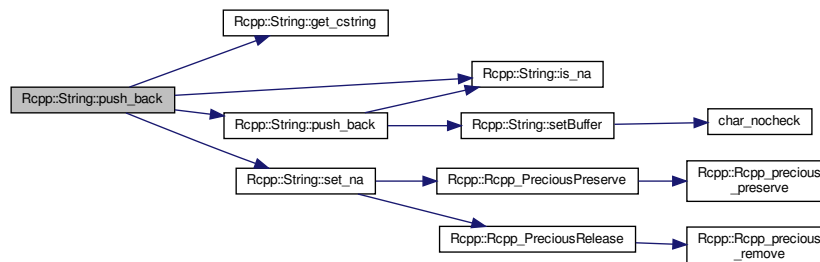 Rcpp::String::get_cstring
Rcpp::String::is_na
Rcpp::String::push_back
Rcpp::String::push_back
Rcpp::String::setBuffer
char_nocheck
Rcpp::String::set_na
Rcpp::Rcpp_PreciousPreserve
Rcpp::Rcpp_precious
_preserve
Rcpp::Rcpp_PreciousRelease
Rcpp::Rcpp_precious
_remove